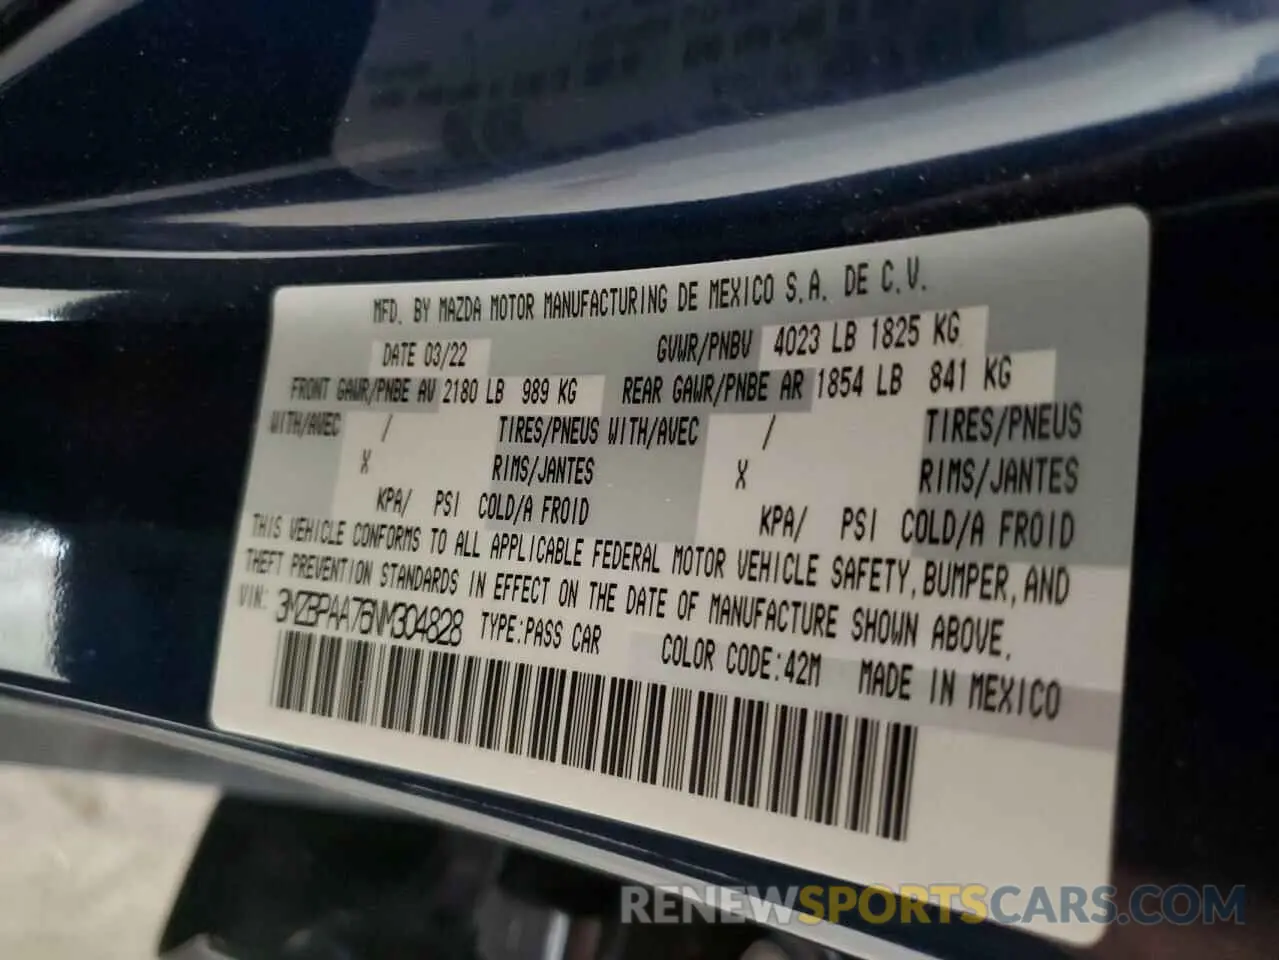 MFD. BY MAZDA MOTOR MANUFACTURING DE MEXICO S.A. DE C.V.
DATE 03/22 GVWR/PNBV 4023 LB 1825 KG
FRONT GAWR/PNBE AV 2180 LB 989 KG REAR GAWR/PNBE AR 1854 LB 841 KG
WITH/AVEC / TIRES/PNEUS WITH/AVEC / TIRES/PNEUS
X RIMS/JANTES X RIMS/JANTES
KPA/ PSI COLD/A FROID KPA/ PSI COLD/A FROID
THIS VEHICLE CONFORMS TO ALL APPLICABLE FEDERAL MOTOR VEHICLE SAFETY, BUMPER, AND
THEFT PREVENTION STANDARDS IN EFFECT ON THE DATE OF MANUFACTURE SHOWN ABOVE.
VIN: 3MZBPAA76NM304828 TYPE:PASS CAR COLOR CODE:42M MADE IN MEXICO
RENEWSPORTSCARS.COM